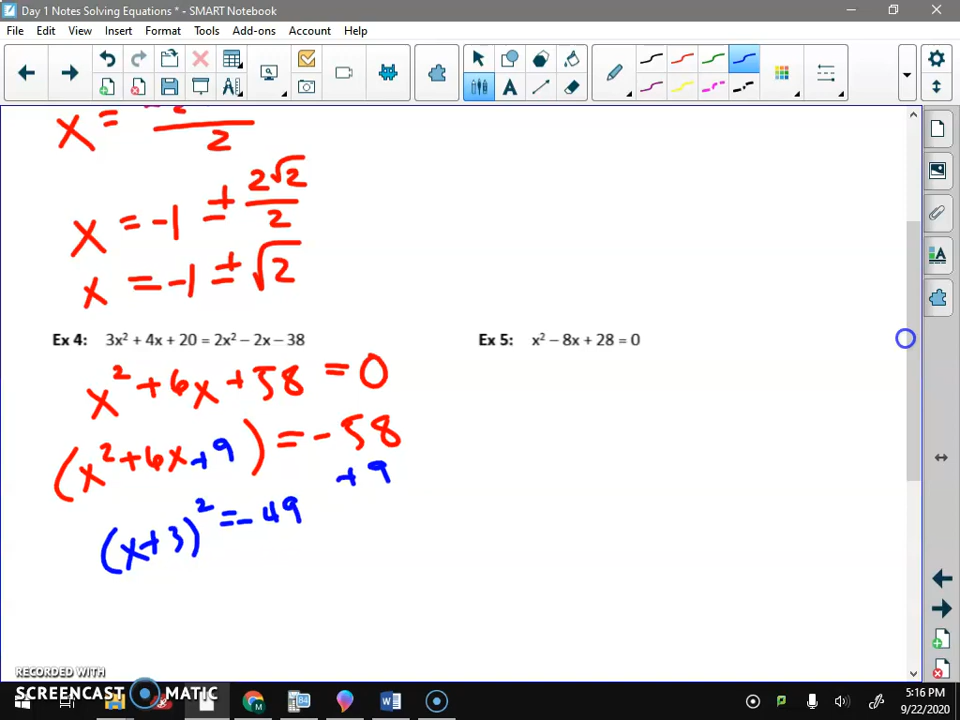 Day 1 Notes Solving Equations * - SMART Notebook
File Edit View Insert Format Tools Add-ons Account Help
x = 2
x = -1 ± 2√2 / 2
x = -1 ± √2
Ex 4: 3x² + 4x + 20 = 2x² – 2x – 38
Ex 5: x² – 8x + 28 = 0
x² + 6x + 58 = 0
(x² + 6x + 9) = -58
+ 9
(x+3)² = -49
RECORDED WITH
SCREENCAST MATIC
5:16 PM
9/22/2020